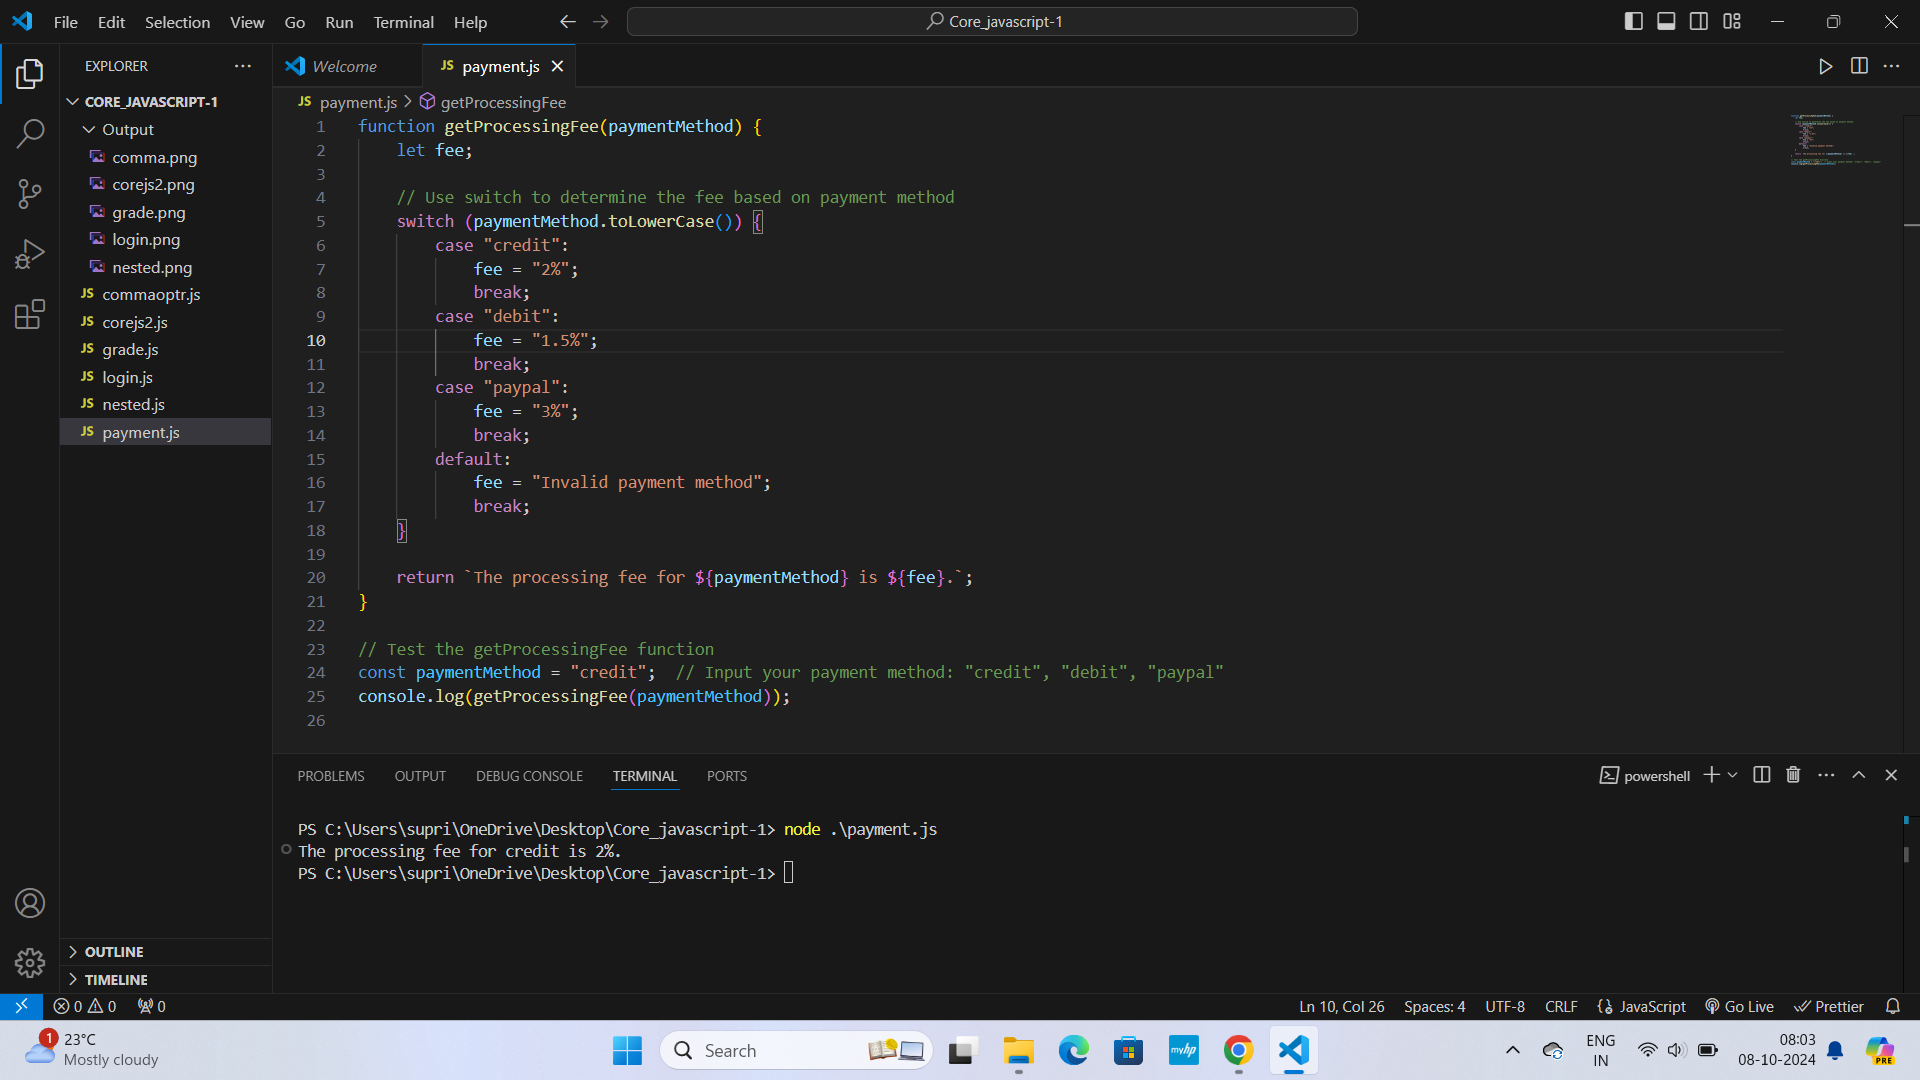 File Edit Selection View Go Run Terminal Help
Core_javascript-1
EXPLORER
CORE_JAVASCRIPT-1
Output
comma.png
corejs2.png
grade.png
login.png
nested.png
JS commaoptr.js
JS corejs2.js
JS grade.js
JS login.js
JS nested.js
JS payment.js
OUTLINE
TIMELINE
Welcome
JS payment.js
JS payment.js > getProcessingFee
1 function getProcessingFee(paymentMethod) {
2 let fee;
3
4 // Use switch to determine the fee based on payment method
5 switch (paymentMethod.toLowerCase()) {
6 case "credit":
7 fee = "2%";
8 break;
9 case "debit":
10 fee = "1.5%";
11 break;
12 case "paypal":
13 fee = "3%";
14 break;
15 default:
16 fee = "Invalid payment method";
17 break;
18 }
19
20 return `The processing fee for ${paymentMethod} is ${fee}.`;
21 }
22
23 // Test the getProcessingFee function
24 const paymentMethod = "credit";  // Input your payment method: "credit", "debit", "paypal"
25 console.log(getProcessingFee(paymentMethod));
26
PROBLEMS OUTPUT DEBUG CONSOLE TERMINAL PORTS
powershell
PS C:\Users\supri\OneDrive\Desktop\Core_javascript-1> node .\payment.js
The processing fee for credit is 2%.
PS C:\Users\supri\OneDrive\Desktop\Core_javascript-1>
0 0 0
Ln 10, Col 26 Spaces: 4 UTF-8 CRLF {} JavaScript Go Live Prettier
1
23°C
Mostly cloudy
Search
myhp
ENG
IN
08:03
08-10-2024
PRE